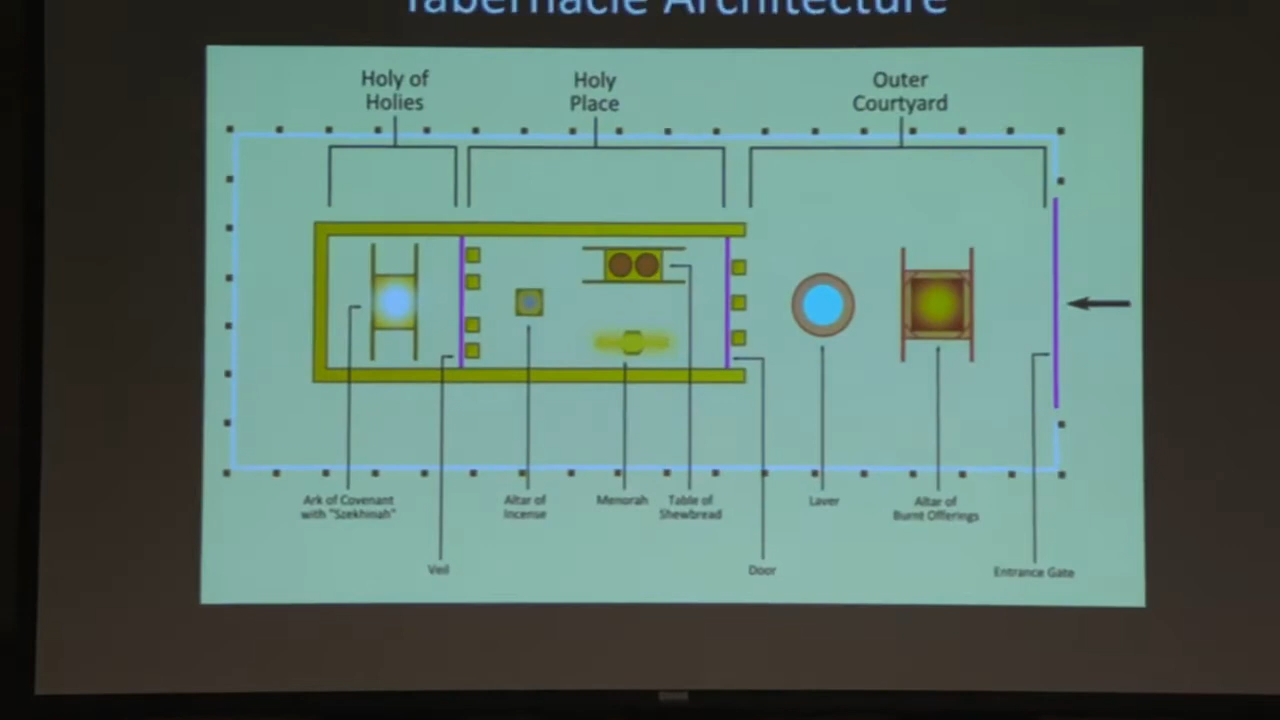 Tabernacle Architecture
Holy of
Holies
Holy
Place
Outer
Courtyard
Ark of Covenant
with "Szekhinah"
Altar of
Incense
Menorah
Table of
Shewbread
Laver
Altar of
Burnt Offerings
Veil
Door
Entrance Gate